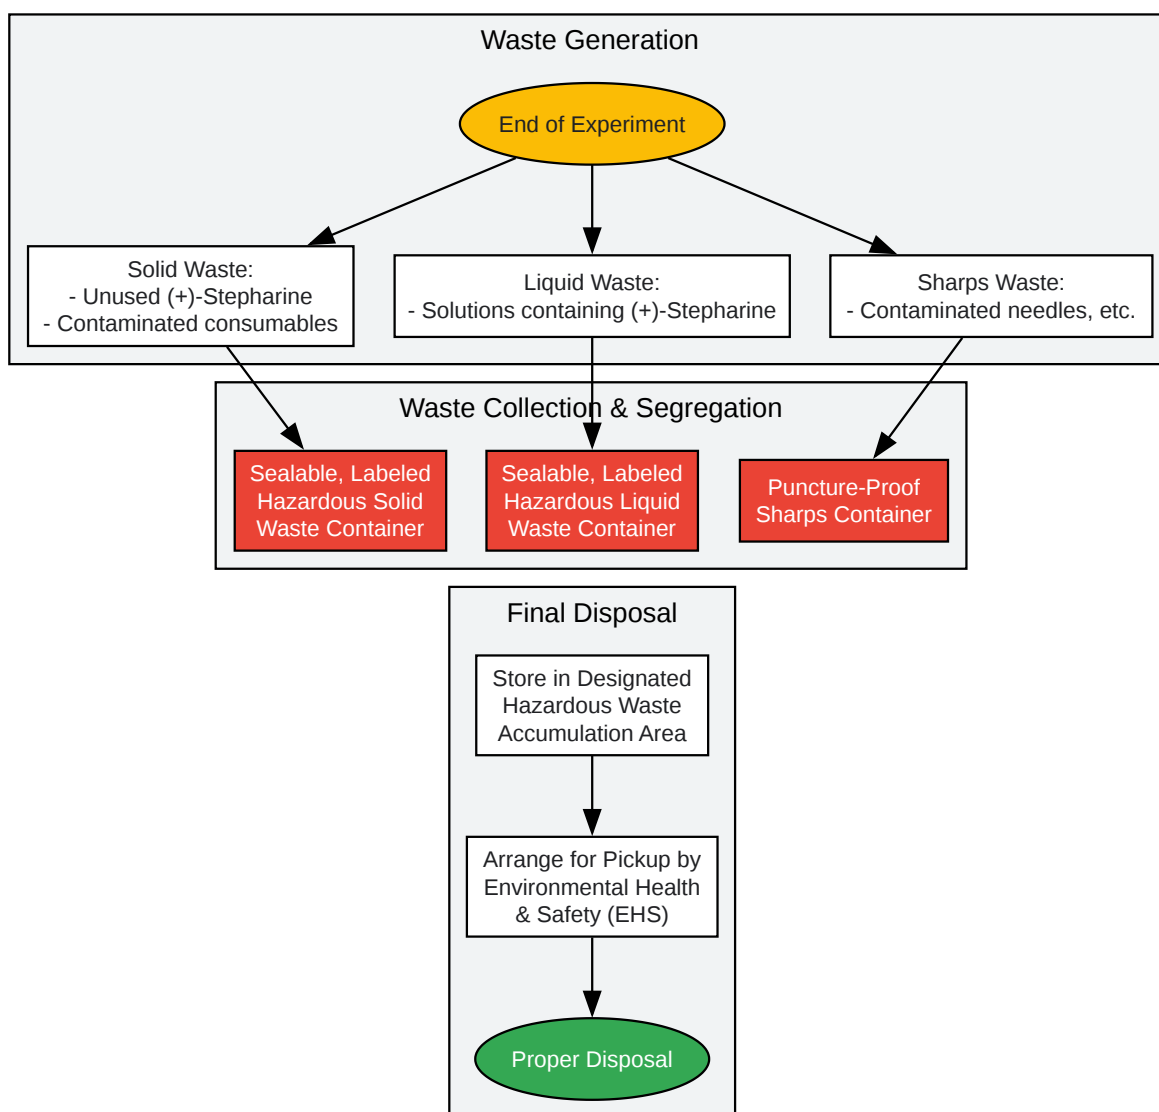 Waste Generation
End of Experiment
Solid Waste:
- Unused (+)-Stepharine
- Contaminated consumables
Liquid Waste:
- Solutions containing (+)-Stepharine
Sharps Waste:
- Contaminated needles, etc.
Waste Collection & Segregation
Sealable, Labeled
Hazardous Solid
Waste Container
Sealable, Labeled
Hazardous Liquid
Waste Container
Puncture-Proof
Sharps Container
Final Disposal
Store in Designated
Hazardous Waste
Accumulation Area
Arrange for Pickup by
Environmental Health
& Safety (EHS)
Proper Disposal